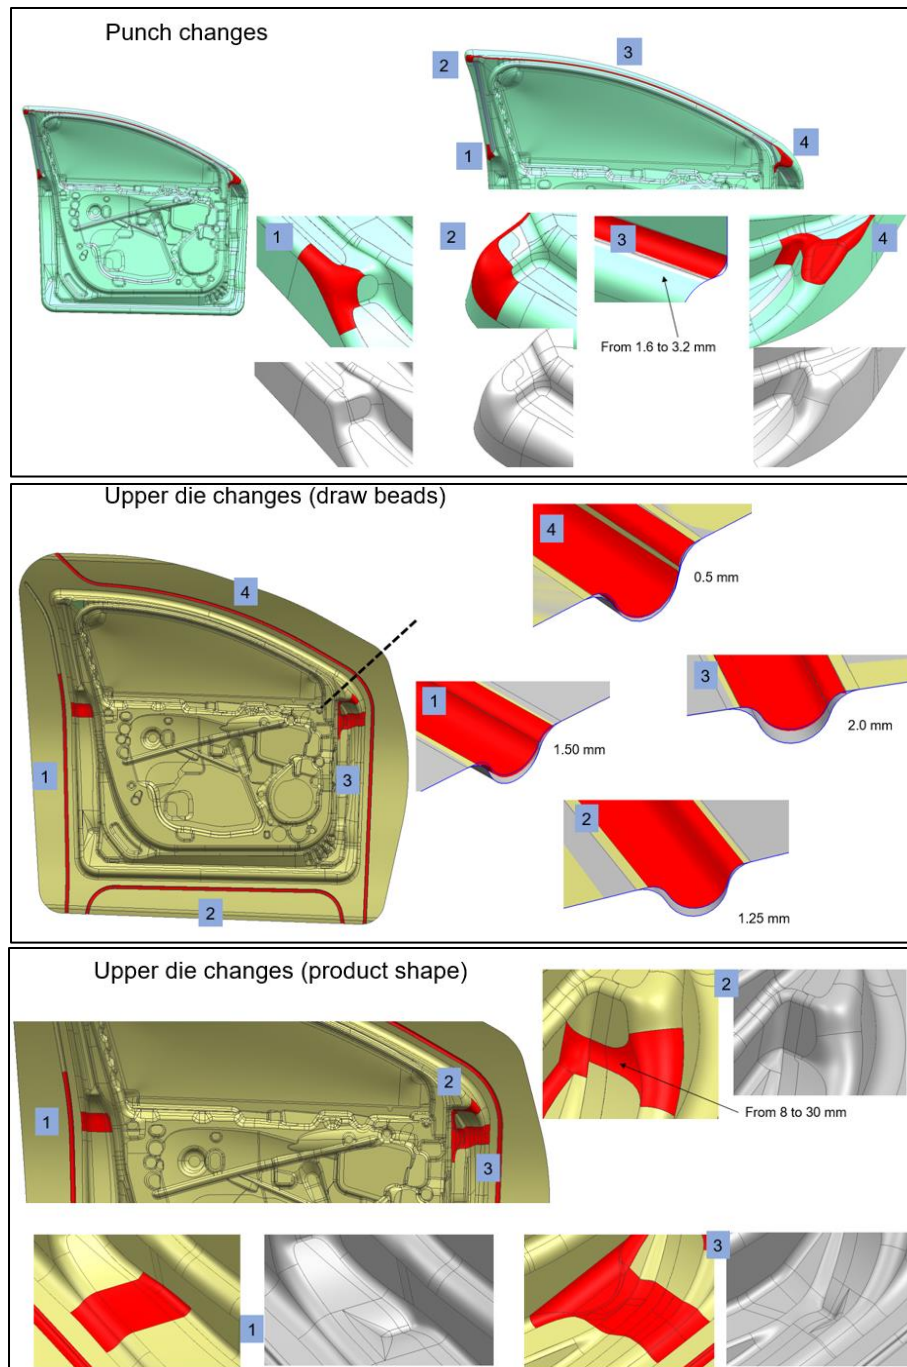 Punch changes
3
2
4
1
1
2
3
4
From 1.6 to 3.2 mm
Upper die changes (draw beads)
4
0.5 mm
4
3
2.0 mm
1
1.50 mm
1
3
2
1.25 mm
2
Upper die changes (product shape)
2
2
1
From 8 to 30 mm
3
3
1